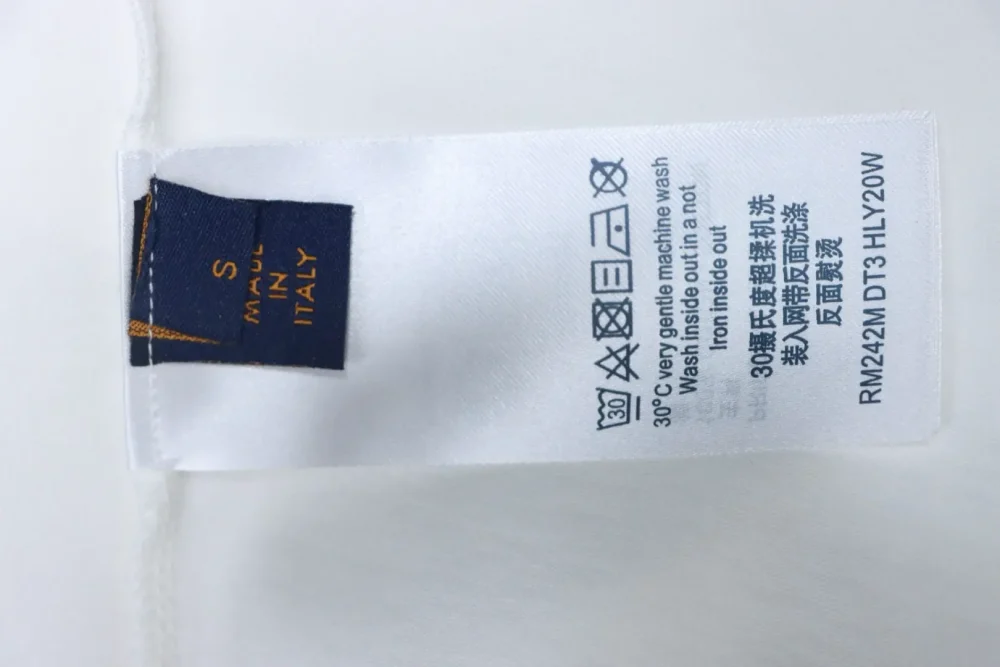 S
MADE
IN
ITALY
30
30°C very gentle machine wash
Wash inside out in a not
Iron inside out
30摄氏度超揉机洗
装入网带反面洗涤
反面熨烫
RM242M DT3 HLY20W